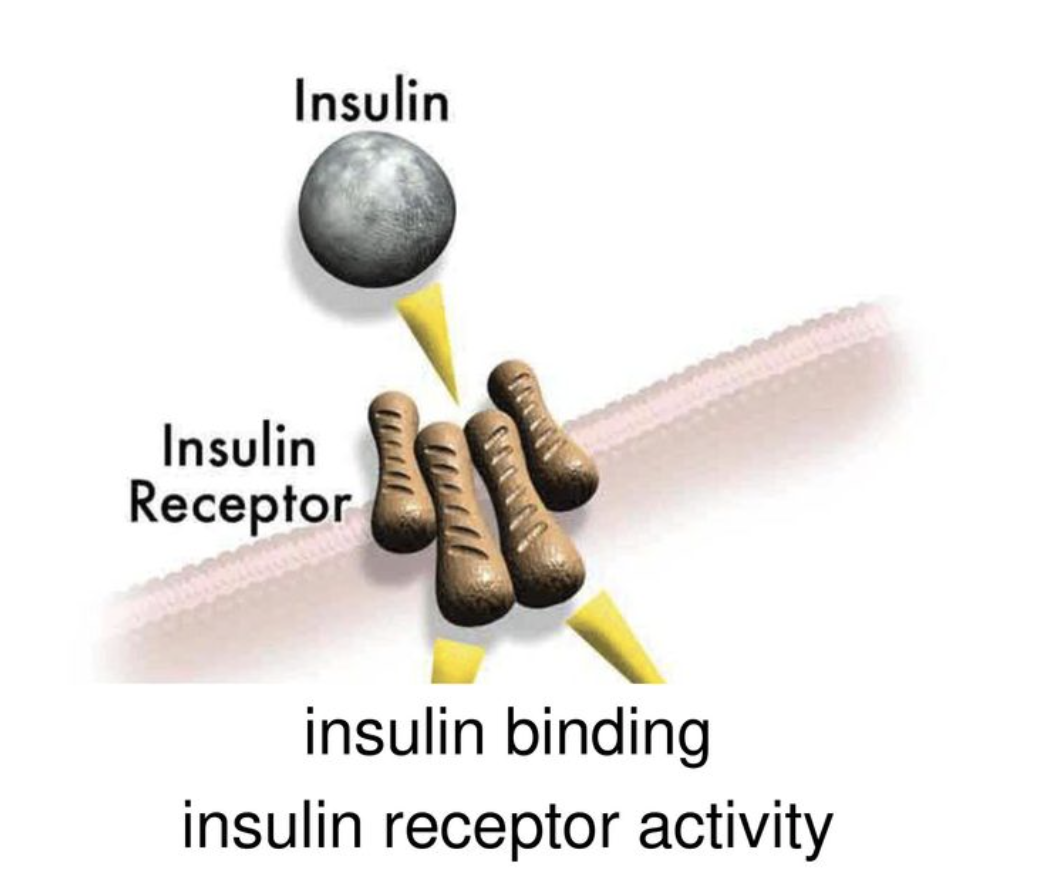 Insulin
Insulin
Receptor
insulin binding
insulin receptor activity